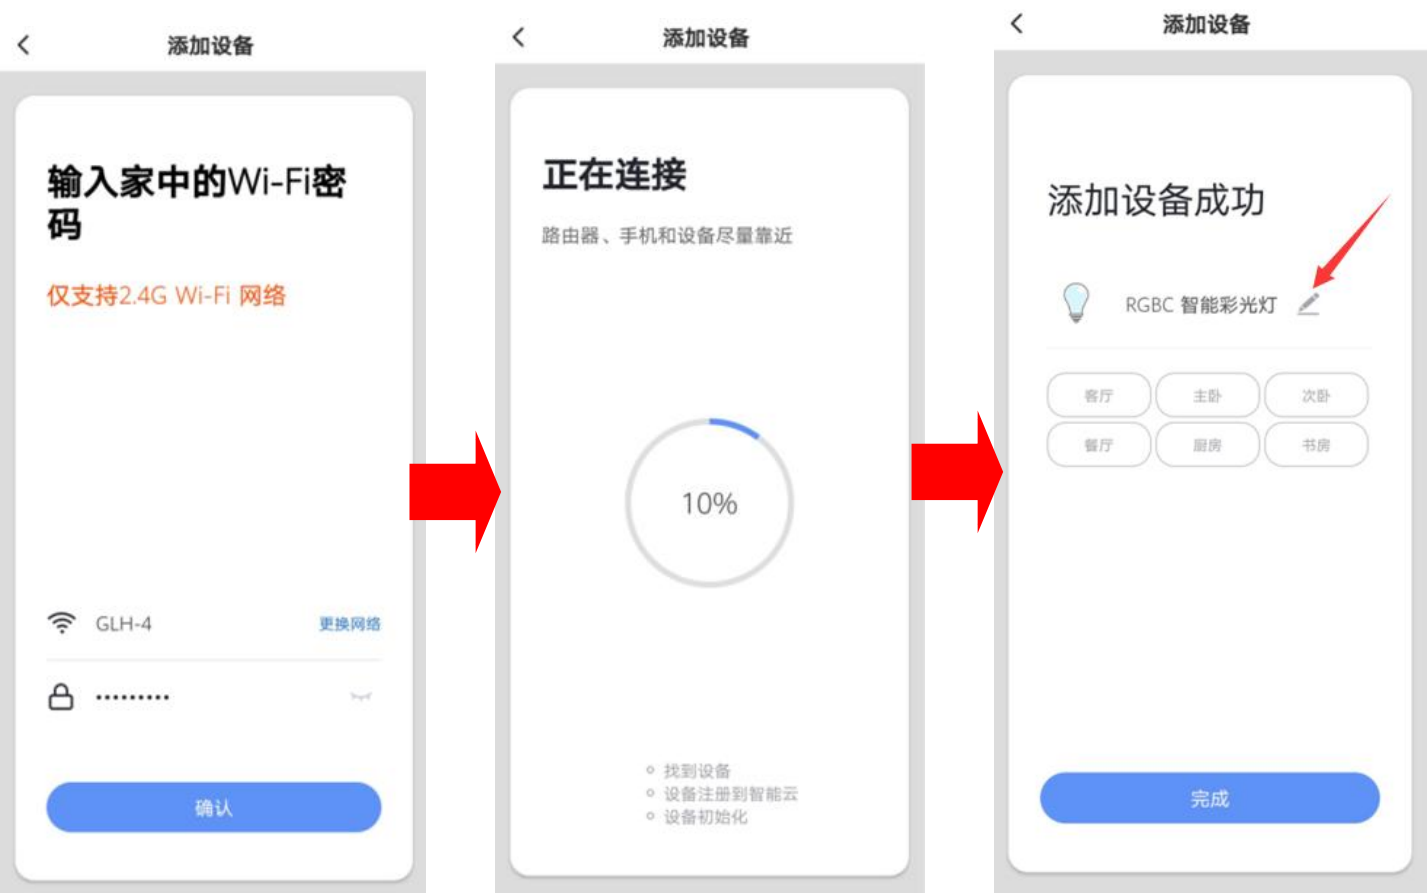 添加设备
输入家中的Wi-Fi密
码
仅支持2.4G Wi-Fi 网络
GLH-4
更换网络
•••••••••
确认
添加设备
正在连接
路由器、手机和设备尽量靠近
10%
找到设备
设备注册到智能云
设备初始化
添加设备
添加设备成功
RGBC 智能彩光灯
客厅 主卧 次卧
餐厅 厨房 书房
完成